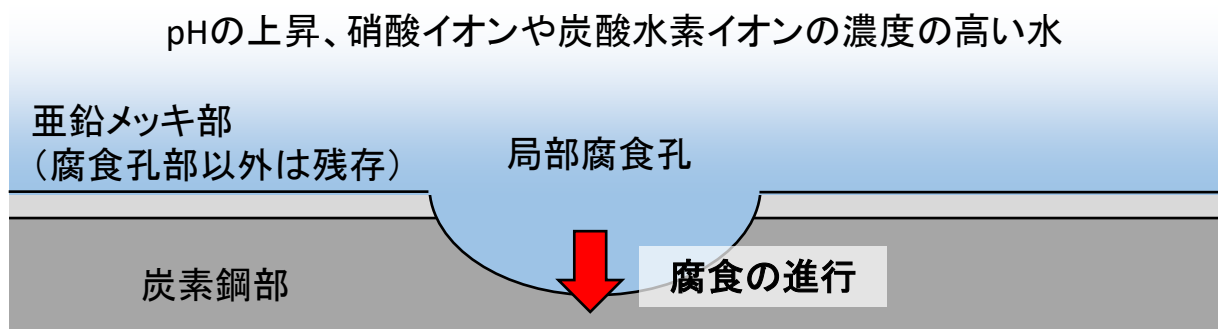 pHの上昇、硝酸イオンや炭酸水素イオンの濃度の高い水
亜鉛メッキ部
（腐食孔部以外は残存）
局部腐食孔
腐食の進行
炭素鋼部